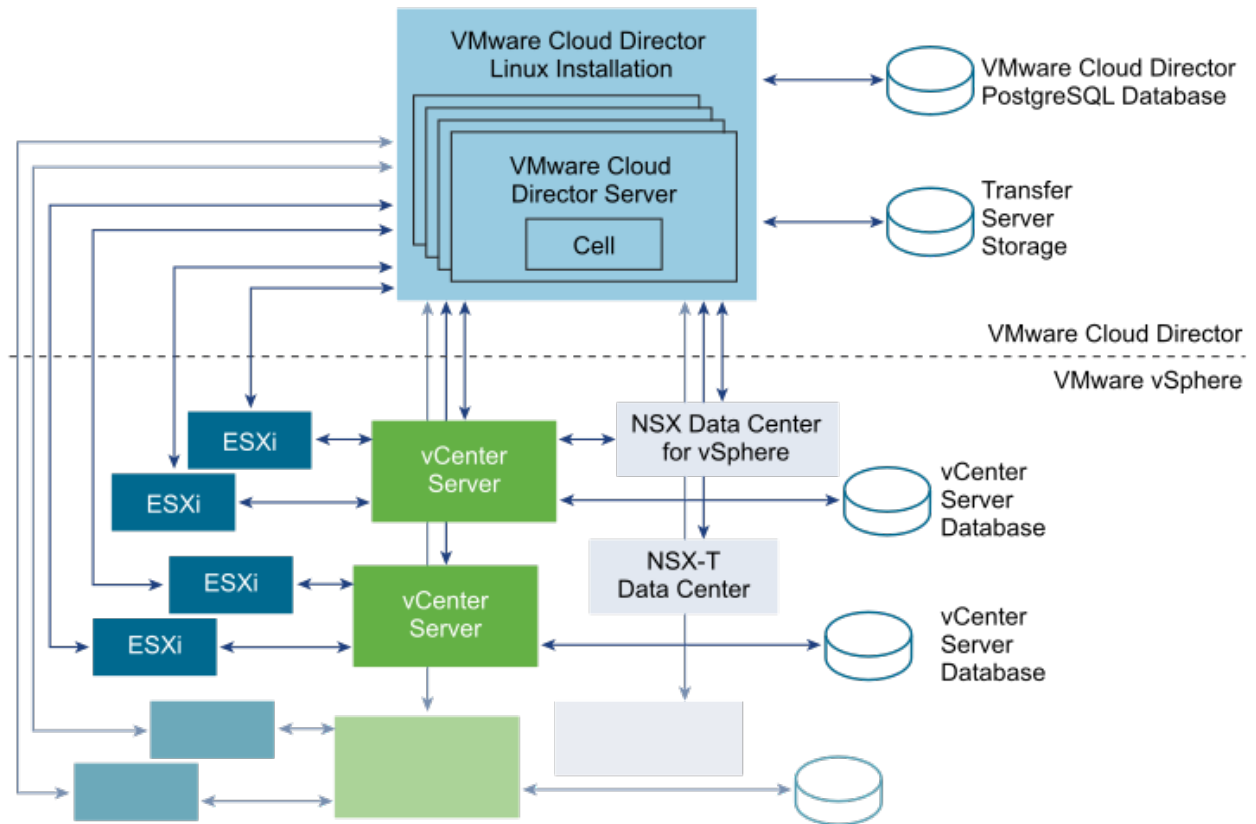 VMware Cloud Director
Linux Installation
VMware Cloud
Director Server
Cell
VMware Cloud Director
PostgreSQL Database
Transfer
Server
Storage
VMware Cloud Director
VMware vSphere
ESXi
vCenter
Server
NSX Data Center
for vSphere
ESXi
vCenter
Server
Database
ESXi
vCenter
Server
NSX-T
Data Center
ESXi
vCenter
Server
Database